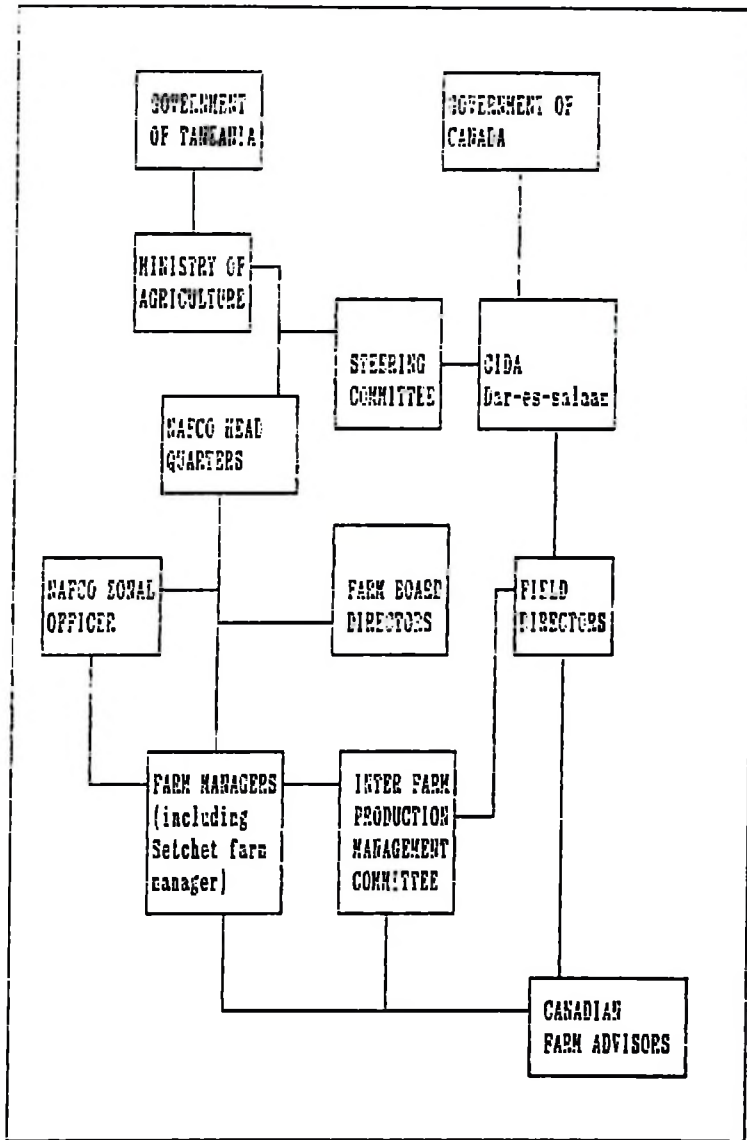 GOVERNMENT
OF TANZANIA
GOVERNMENT OF
CANADA
MINISTRY OF
AGRICULTURE
STEERING
COMMITTEE
CIDA
Dar-es-salaam
NAFCO HEAD
QUARTERS
NAFCO ZONAL
OFFICER
FARM BOARD
DIRECTORS
FIELD
DIRECTORS
FARM MANAGERS
(including
Setchet farm
manager)
INTER FARM
PRODUCTION
MANAGEMENT
COMMITTEE
CANADIAN
FARM ADVISORS